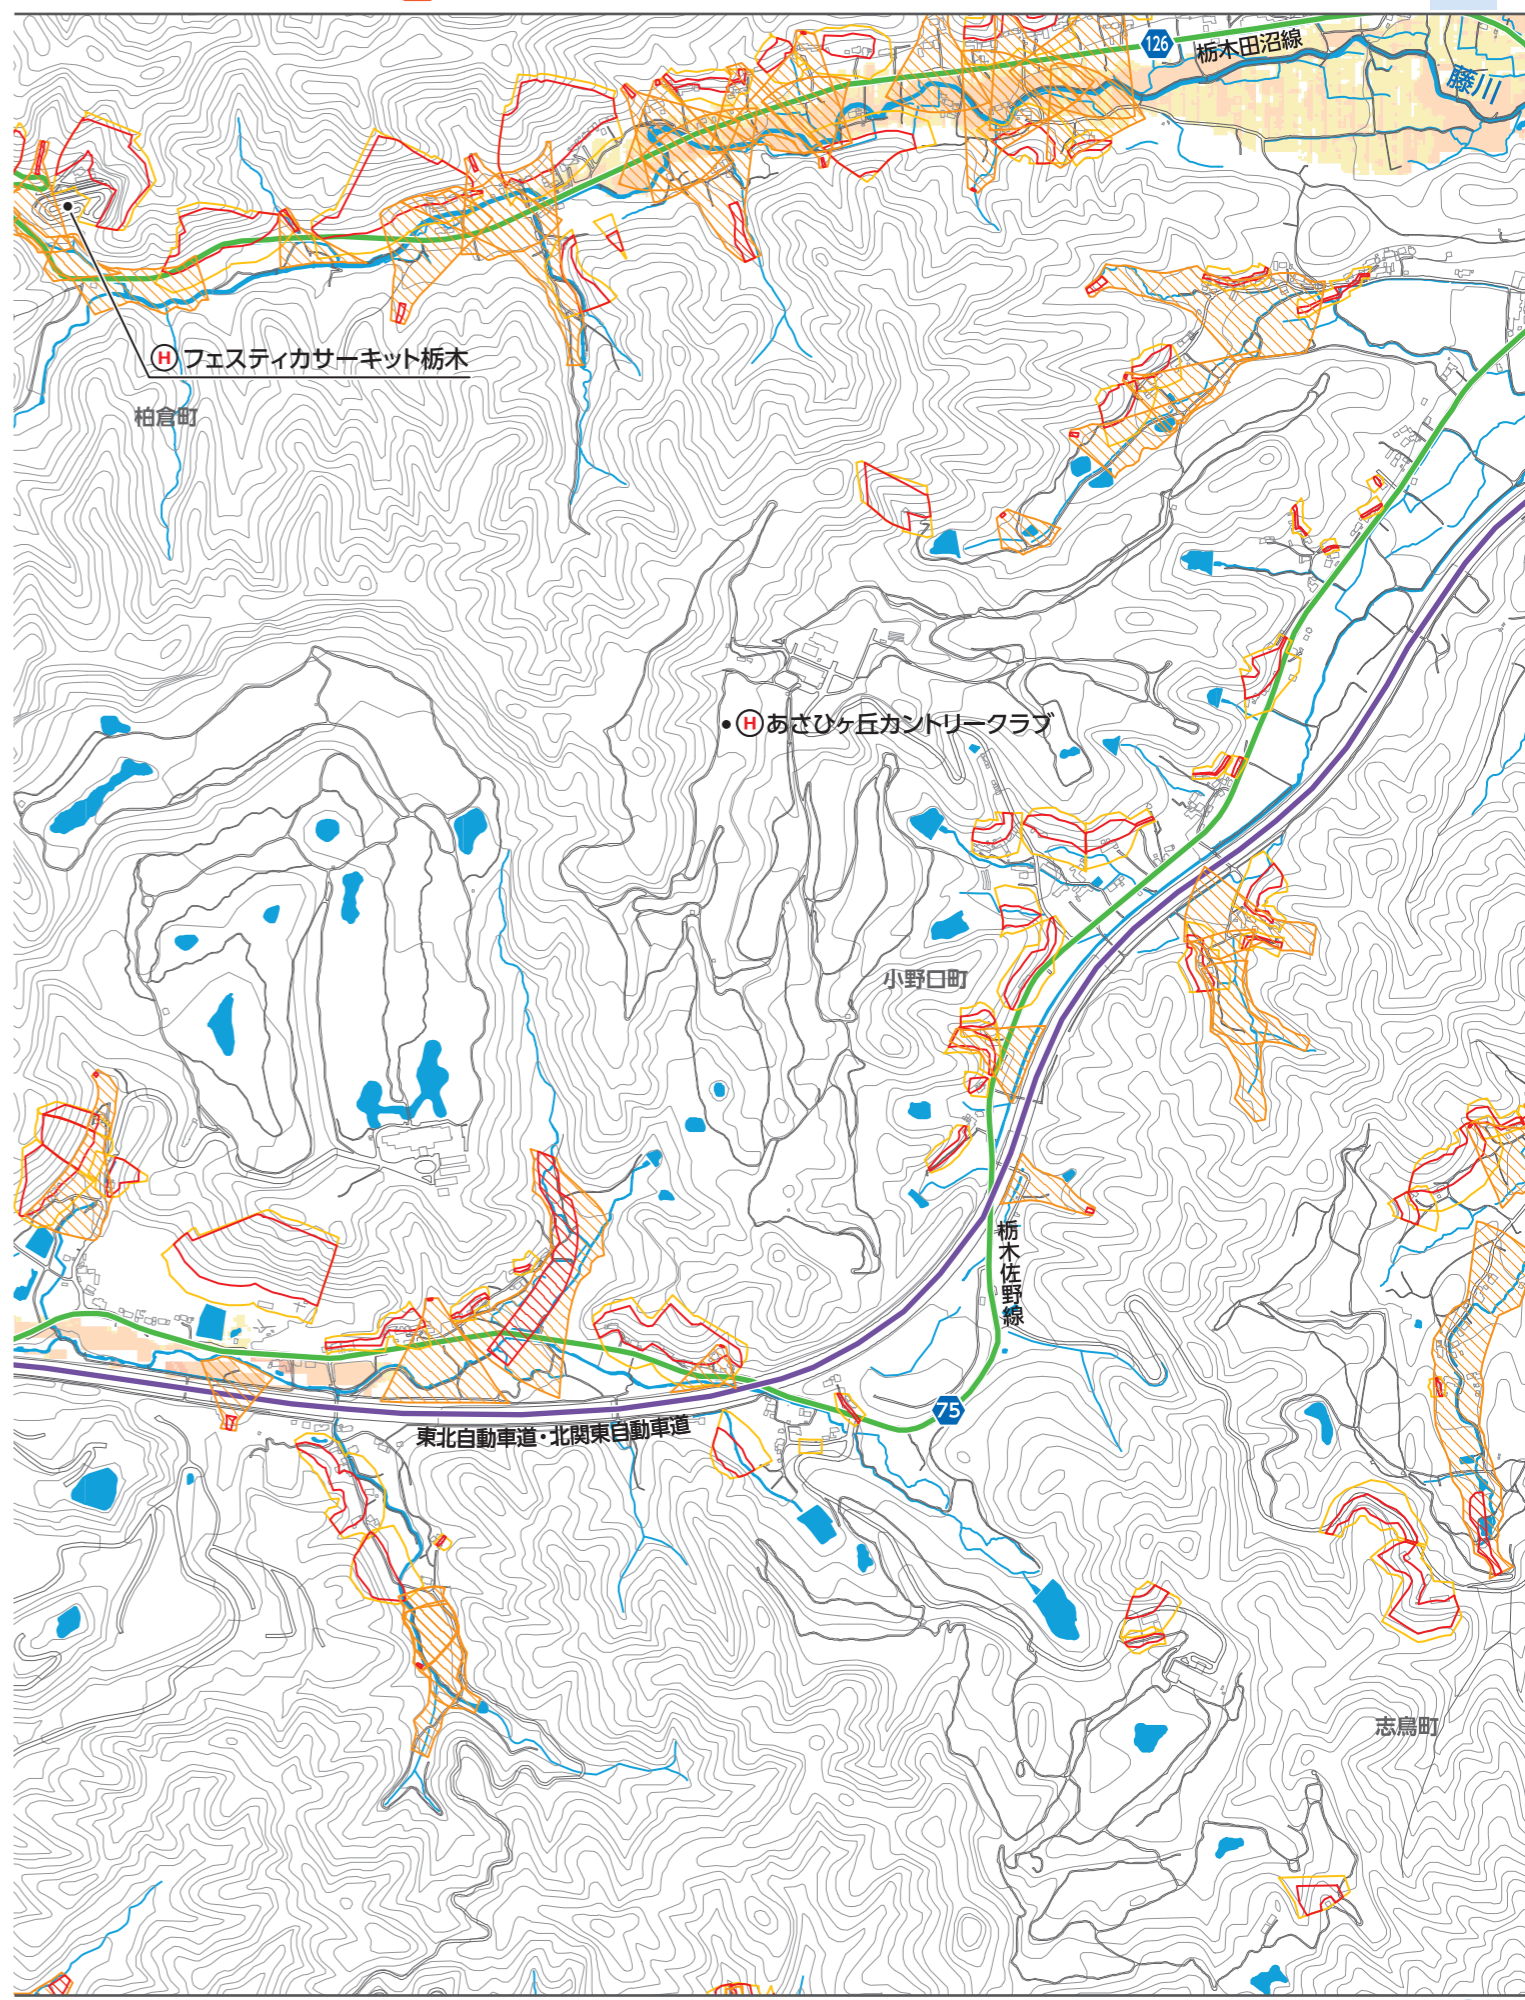 126
栃木田沼線
藤川
Hフェスティカサーキット栃木
柏倉町
Hあさひヶ丘カントリークラブ
小野口町
栃木佐野線
75
東北自動車道・北関東自動車道
志鳥町